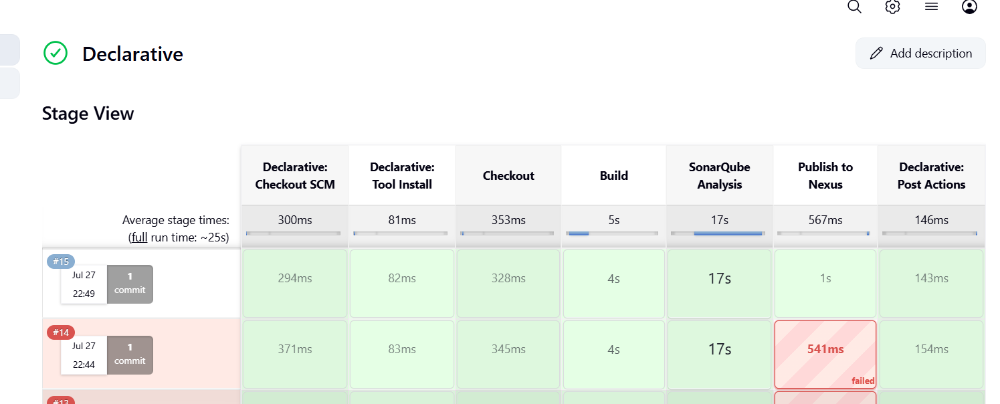 Declarative
Add description
Stage View
Declarative: Checkout SCM
Declarative: Tool Install
Checkout
Build
SonarQube Analysis
Publish to Nexus
Declarative: Post Actions
Average stage times:
(full run time: ~25s)
300ms
81ms
353ms
5s
17s
567ms
146ms
#15
Jul 27
22:49
1
commit
294ms
82ms
328ms
4s
17s
1s
143ms
#14
Jul 27
22:44
1
commit
371ms
83ms
345ms
4s
17s
541ms
failed
154ms
#13